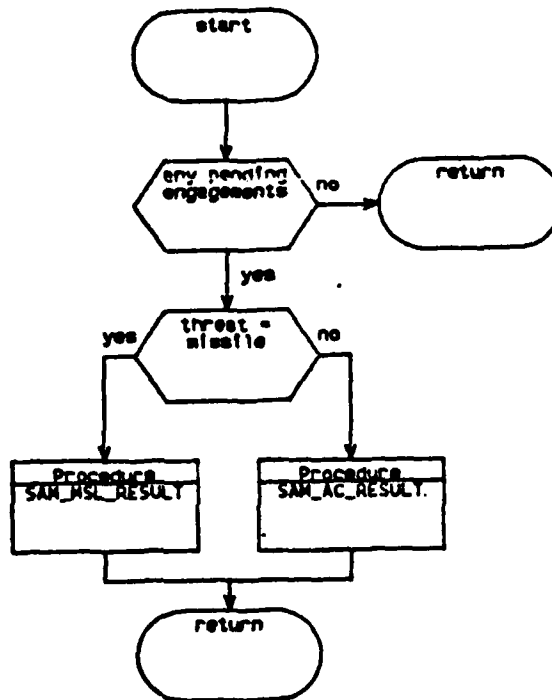 start
any pending
engagements
no
return
yes
threat =
missile
yes
no
Procedure
SAM_MSL_RESULT
Procedure
SAM_AC_RESULT.
return